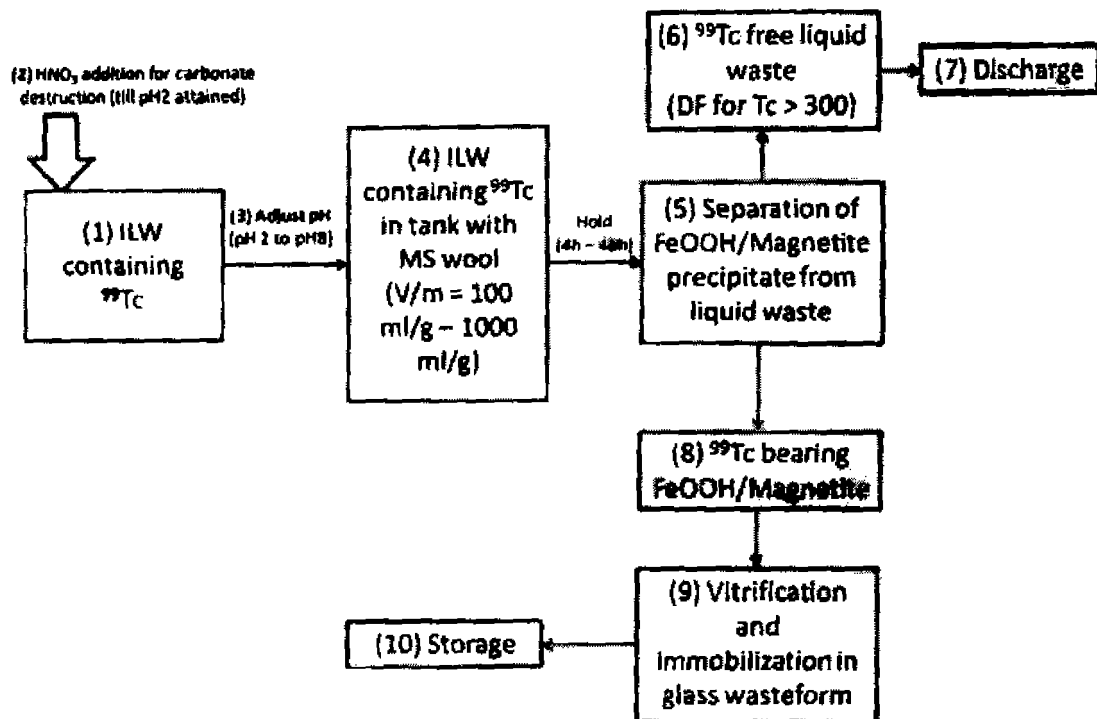 (2) HNO₃ addition for carbonate
destruction (till pH2 attained)
(1) ILW
containing
⁹⁹Tc
(3) Adjust pH
(pH 2 to pH8)
(4) ILW
containing ⁹⁹Tc
in tank with
MS wool
(V/m = 100
ml/g – 1000
ml/g)
Hold
(4h – 48h)
(5) Separation of
FeOOH/Magnetite
precipitate from
liquid waste
(6) ⁹⁹Tc free liquid
waste
(DF for Tc > 300)
(7) Discharge
(8) ⁹⁹Tc bearing
FeOOH/Magnetite
(9) Vitrification
and
immobilization in
glass wasteform
(10) Storage